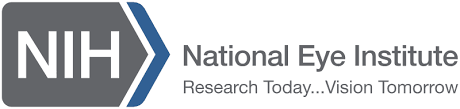 NIH
National Eye Institute
Research Today...Vision Tomorrow